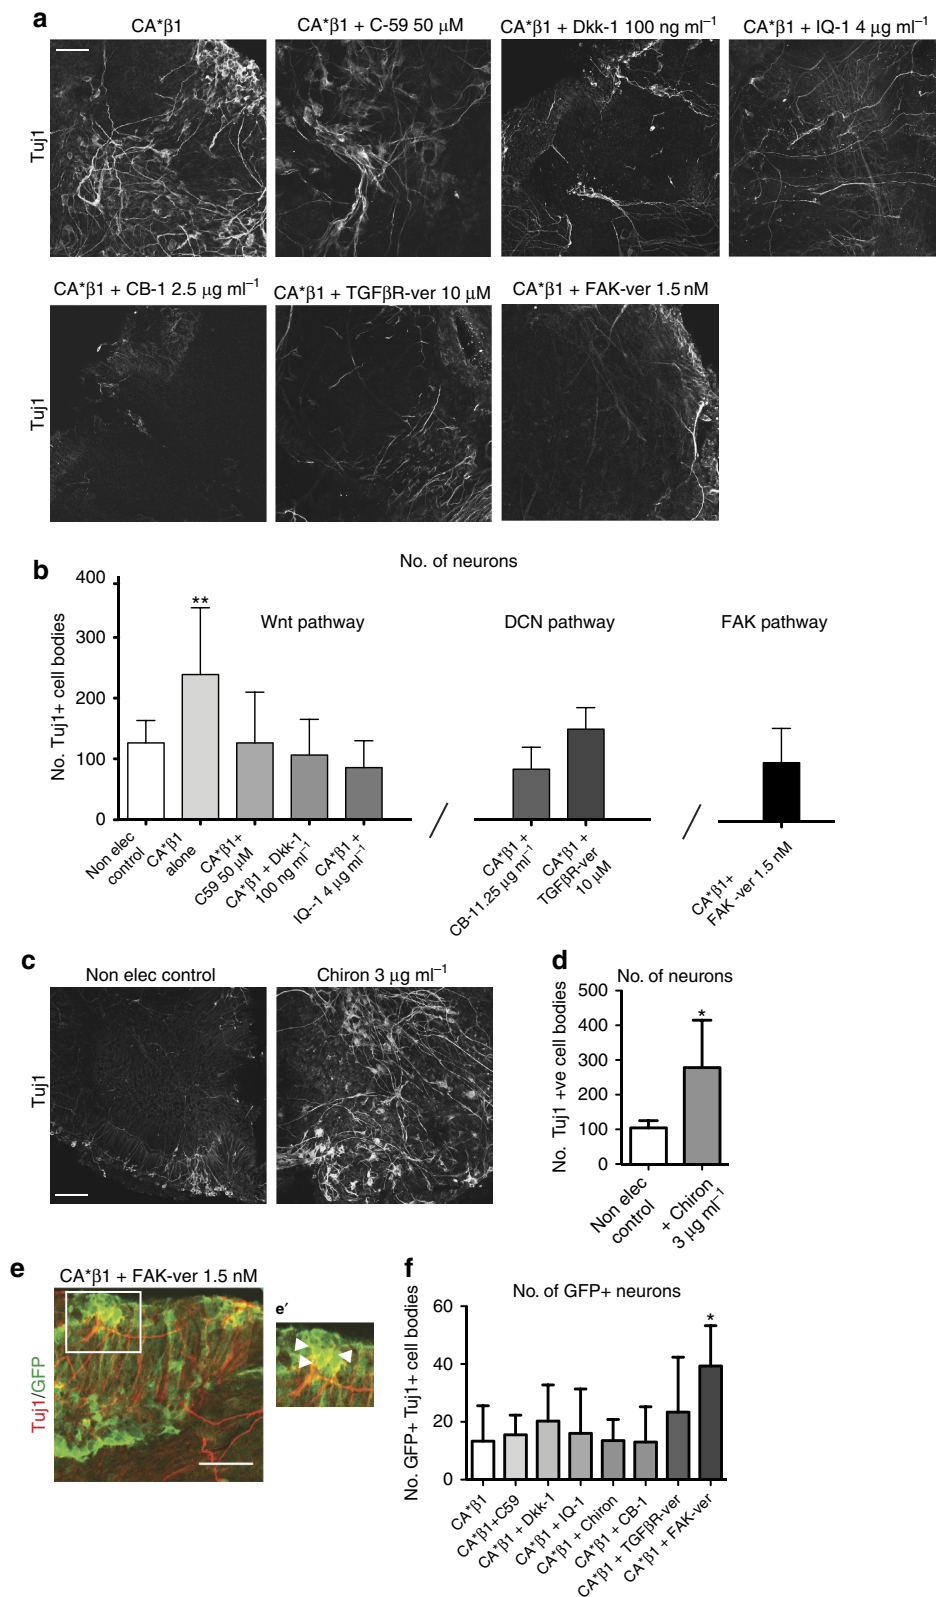 a
CA*β1
CA*β1 + C-59 50 μM
CA*β1 + Dkk-1 100 ng ml⁻¹
CA*β1 + IQ-1 4 μg ml⁻¹
Tuj1
CA*β1 + CB-1 2.5 μg ml⁻¹
CA*β1 + TGFβR-ver 10 μM
CA*β1 + FAK-ver 1.5 nM
Tuj1
b
No. of neurons
No. Tuj1+ cell bodies
400
300
200
100
0
**
Wnt pathway
DCN pathway
FAK pathway
Non elec
control
CA*β1
alone
CA*β1+
C59 50 μM
CA*β1 + Dkk-1
100 ng ml⁻¹
CA*β1 +
IQ-1 4 μg ml⁻¹
CA*β1 +
CB-11.25 μg ml⁻¹
CA*β1 +
TGFβR-ver
10 μM
CA*β1+
FAK -ver 1.5 nM
c
Non elec control
Chiron 3 μg ml⁻¹
Tuj1
d
No. of neurons
No. Tuj1 +ve cell bodies
500
400
300
200
100
0
*
Non elec
control
+ Chiron
3 μg ml⁻¹
e
CA*β1 + FAK-ver 1.5 nM
Tuj1/GFP
e′
f
No. of GFP+ neurons
No. GFP+ Tuj1+ cell bodies
60
40
20
0
*
CA*β1
CA*β1+C59
CA*β1 + Dkk-1
CA*β1 + IQ-1
CA*β1 + Chiron
CA*β1 + CB-1
CA*β1 + TGFβR-ver
CA*β1 + FAK-ver